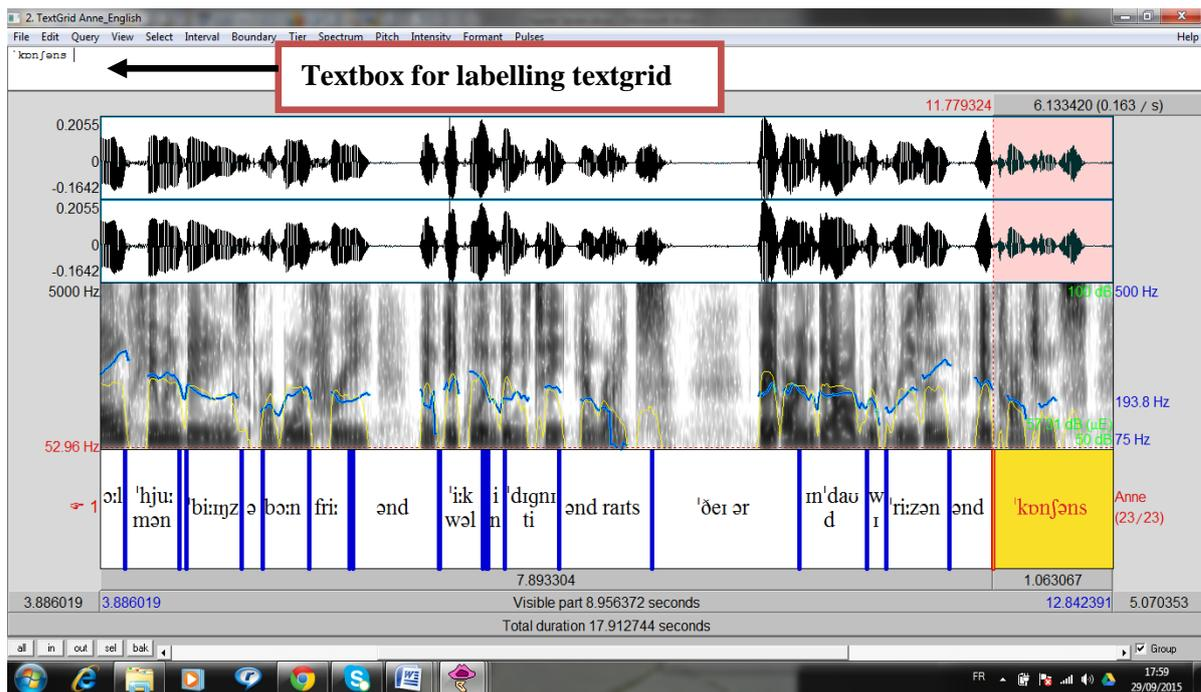 2. TextGrid Anne_English
File Edit Query View Select Interval Boundary Tier Spectrum Pitch Intensity Formant Pulses Help
ˈkɒnʃəns
Textbox for labelling textgrid
11.779324 6.133420 (0.163 / s)
0.2055
0
-0.1642
0.2055
0
-0.1642
5000 Hz 100 dB 500 Hz
193.8 Hz
dB (µE)
52.96 Hz 50 dB 75 Hz
1 ɔːl ˈhjuː mən ˈbiːɪŋz ə bɔːn friː ənd ˈiːk wəl i n ˈdɪgnɪ ti ənd raɪts ˈðeɪ ər ɪnˈdaʊ d w ɪ ˈriːzən ənd ˈkɒnʃəns Anne
(23/23)
7.893304 1.063067
3.886019 3.886019 Visible part 8.956372 seconds 12.842391 5.070353
Total duration 17.912744 seconds
all in out sel bak Group
FR 17:59
29/09/2015